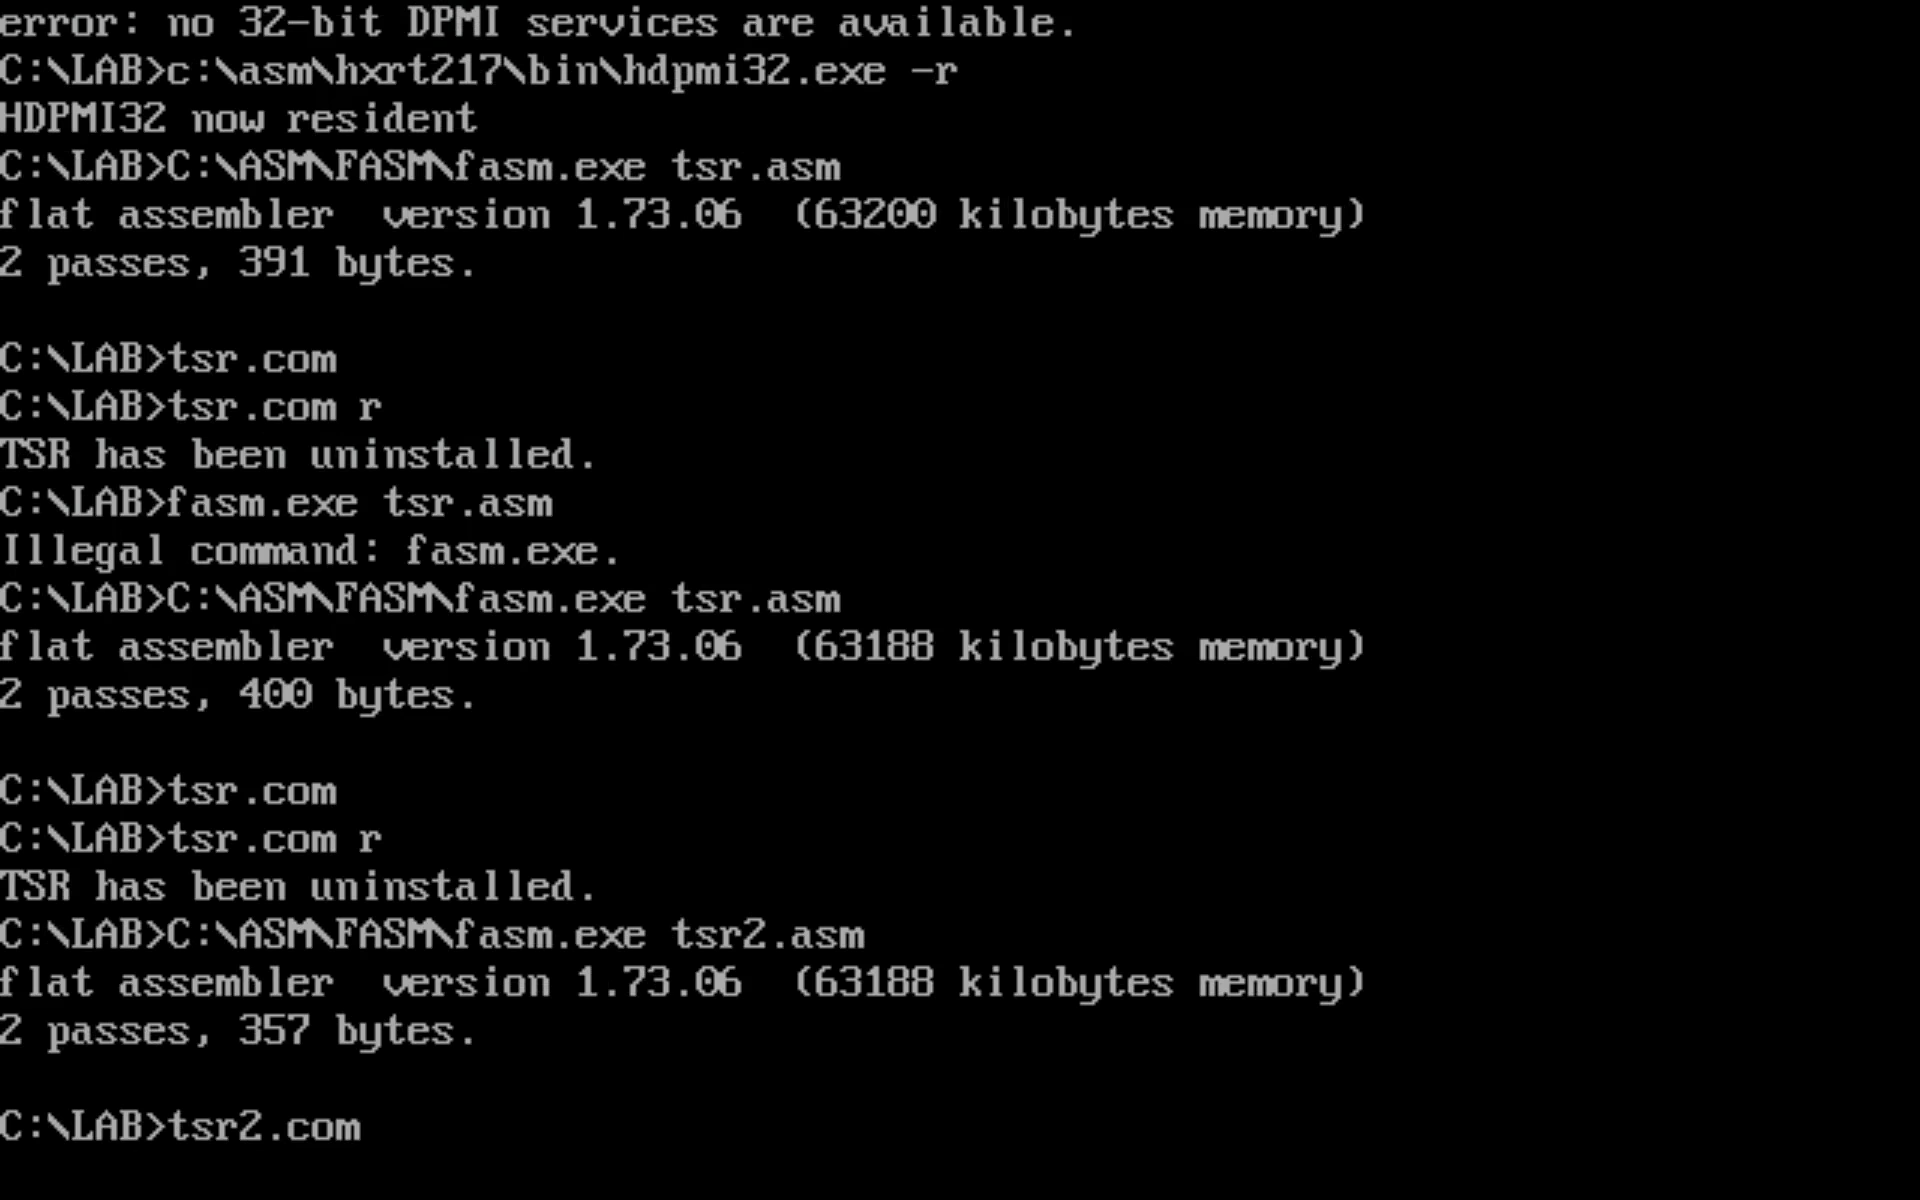 error: no 32-bit DPMI services are available.
C:\LAB>c:\asm\hxrt217\bin\hdpmi32.exe -r
HDPMI32 now resident
C:\LAB>C:\ASM\FASM\fasm.exe tsr.asm
flat assembler  version 1.73.06  (63200 kilobytes memory)
2 passes, 391 bytes.
C:\LAB>tsr.com
C:\LAB>tsr.com r
TSR has been uninstalled.
C:\LAB>fasm.exe tsr.asm
Illegal command: fasm.exe.
C:\LAB>C:\ASM\FASM\fasm.exe tsr.asm
flat assembler  version 1.73.06  (63188 kilobytes memory)
2 passes, 400 bytes.
C:\LAB>tsr.com
C:\LAB>tsr.com r
TSR has been uninstalled.
C:\LAB>C:\ASM\FASM\fasm.exe tsr2.asm
flat assembler  version 1.73.06  (63188 kilobytes memory)
2 passes, 357 bytes.
C:\LAB>tsr2.com